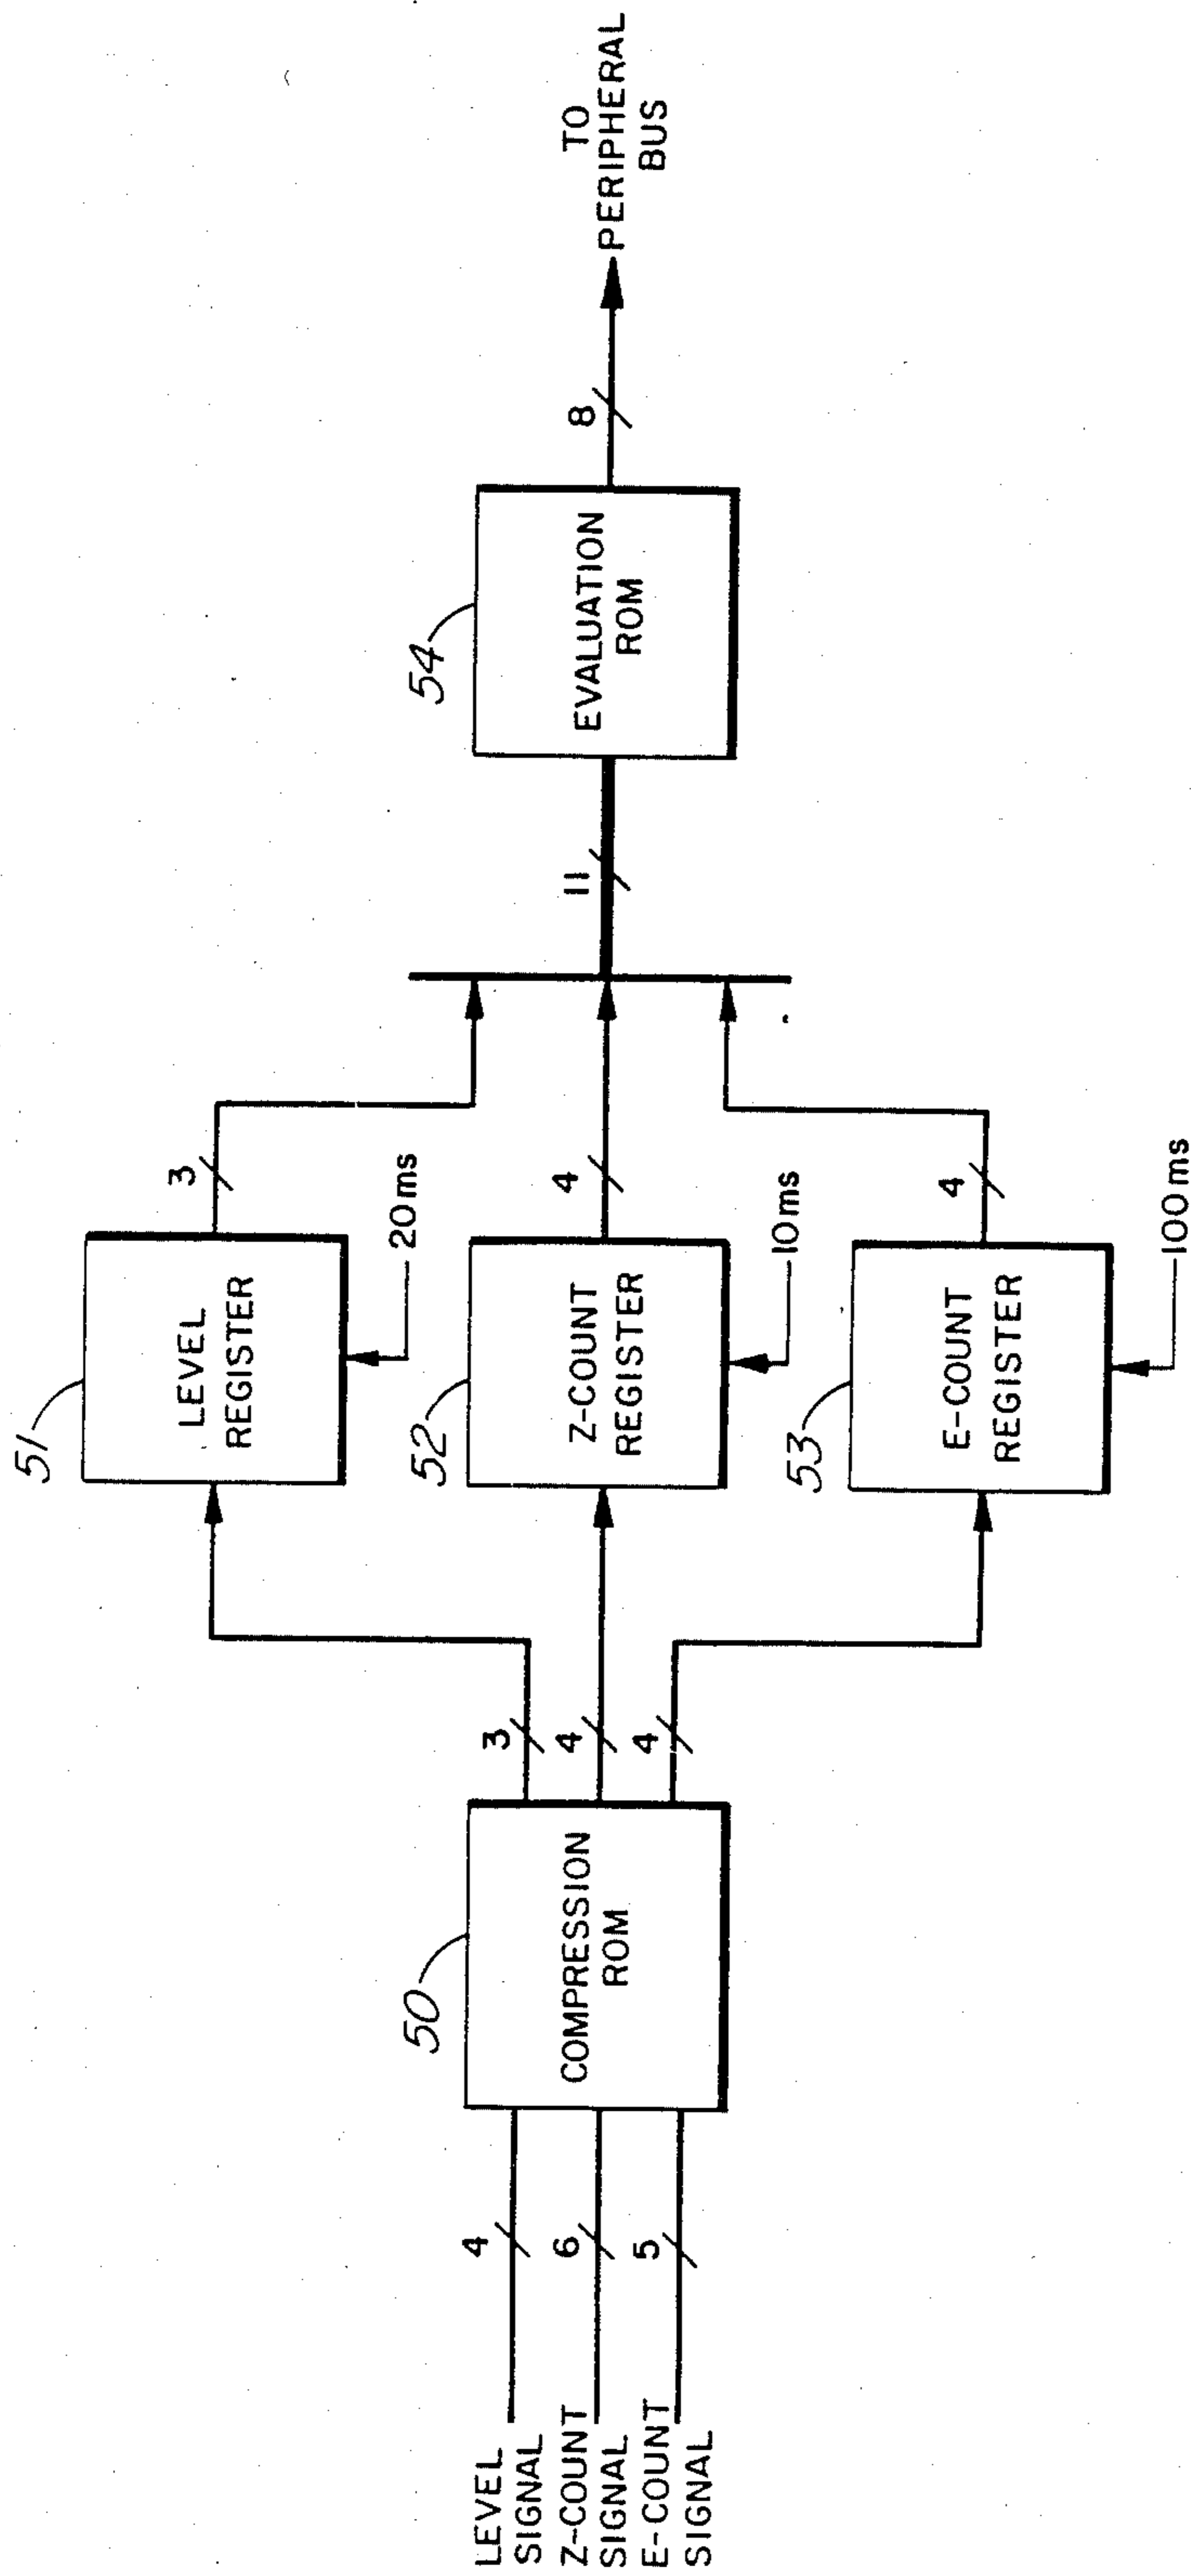 LEVEL
SIGNAL
Z-COUNT
SIGNAL
E-COUNT
SIGNAL
4
6
5
50
COMPRESSION
ROM
3
4
4
51
LEVEL
REGISTER
20ms
3
52
Z-COUNT
REGISTER
10ms
4
53
E-COUNT
REGISTER
100ms
4
11
54
EVALUATION
ROM
8
TO
PERIPHERAL
BUS